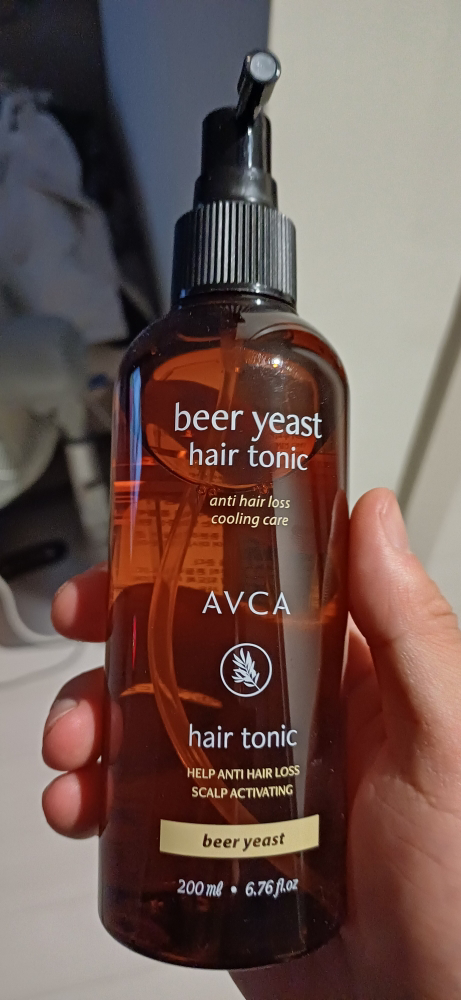 beer yeast
hair tonic
anti hair loss
cooling care
AVCA
hair tonic
HELP ANTI HAIR LOSS
SCALP ACTIVATING
beer yeast
200 ml • 6.76 fl.oz